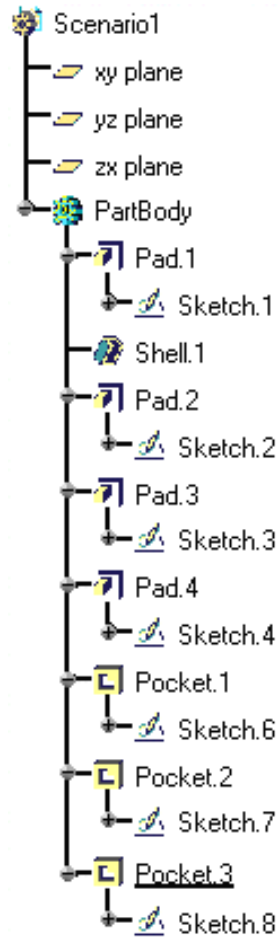 Scenario1
xy plane
yz plane
zx plane
PartBody
Pad.1
Sketch.1
Shell.1
Pad.2
Sketch.2
Pad.3
Sketch.3
Pad.4
Sketch.4
Pocket.1
Sketch.6
Pocket.2
Sketch.7
Pocket.3
Sketch.8